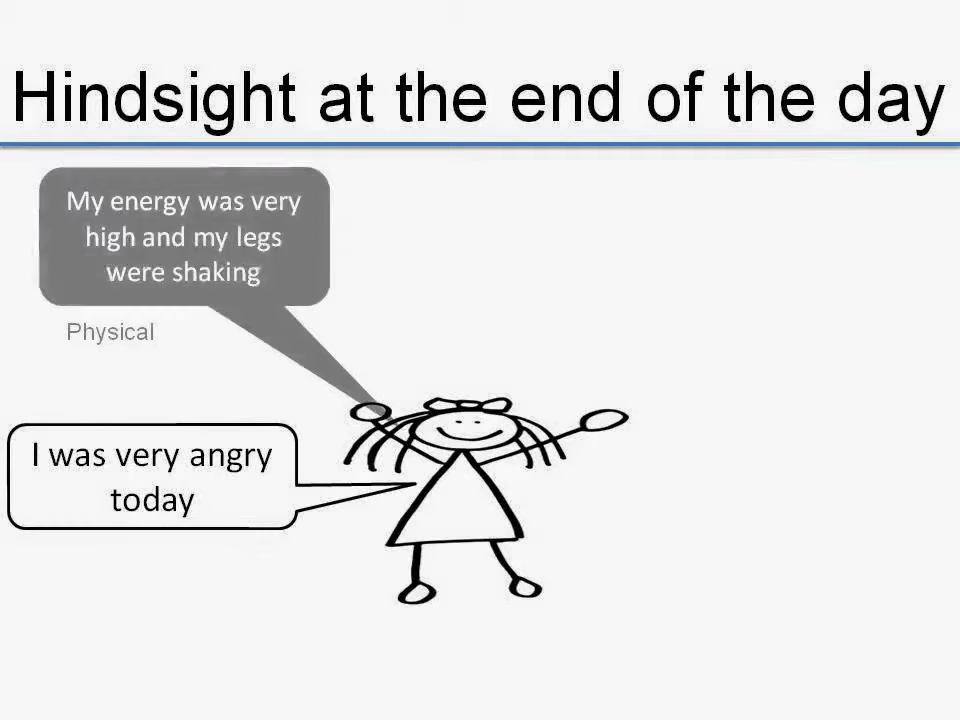 Hindsight at the end of the day
My energy was very
high and my legs
were shaking
Physical
I was very angry
today